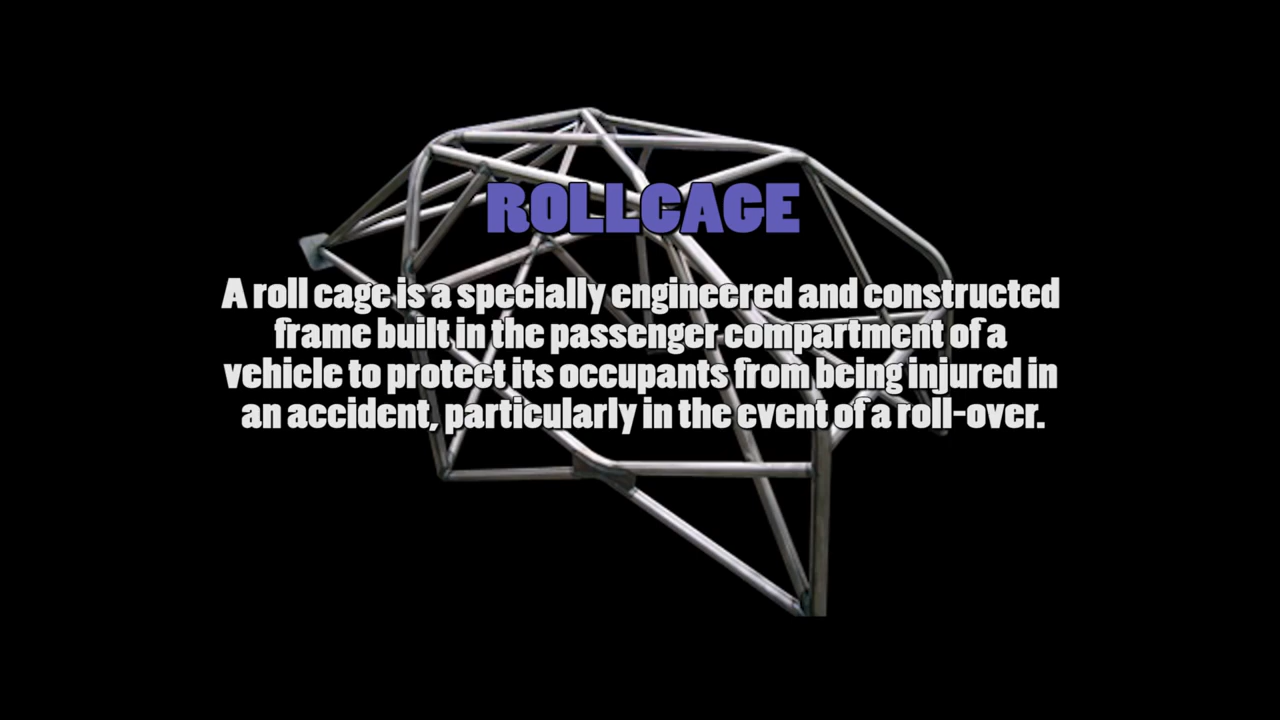 ROLLCAGE
A roll cage is a specially engineered and constructed
frame built in the passenger compartment of a
vehicle to protect its occupants from being injured in
an accident, particularly in the event of a roll-over.